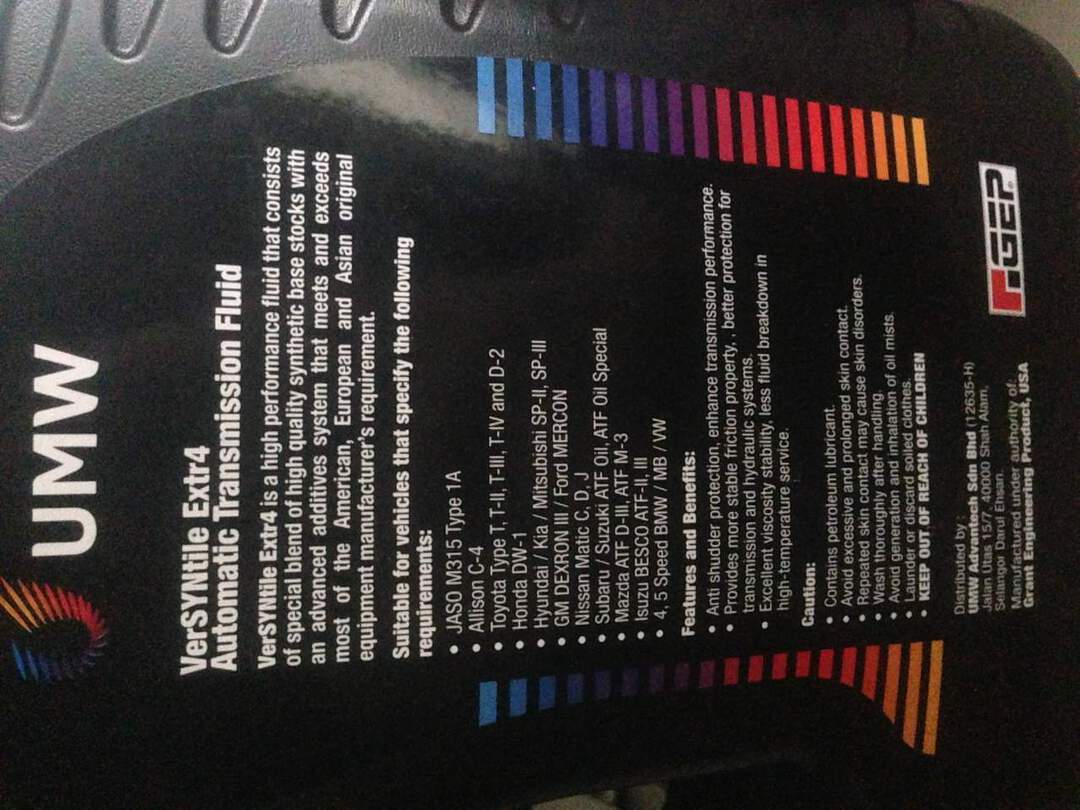 UMW
VerSYNtile Extr4
Automatic Transmission Fluid
VerSYNtile Extr4 is a high performance fluid that consists
of special blend of high quality synthetic base stocks with
an advanced additives system that meets and exceeds
most of the American, European and Asian original
equipment manufacturer's requirement.
Suitable for vehicles that specify the following
requirements:
• JASO M315 Type 1A
• Allison C-4
• Toyota Type T, T-II, T-III, T-IV and D-2
• Honda DW-1
• Hyundai / Kia / Mitsubishi SP-II, SP-III
• GM DEXRON III / Ford MERCON
• Nissan Matic C, D, J
• Subaru / Suzuki ATF Oil, ATF Oil Special
• Mazda ATF D-III, ATF M-3
• Isuzu BESCO ATF-II, III
• 4, 5 Speed BMW / MB / VW
Features and Benefits:
• Anti shudder protection, enhance transmission performance.
• Provides more stable friction property, , better protection for
transmission and hydraulic systems.
• Excellent viscosity stability, less fluid breakdown in
high-temperature service.
Caution:
• Contains petroleum lubricant.
• Avoid excessive and prolonged skin contact.
• Repeated skin contact may cause skin disorders.
• Wash thoroughly after handling.
• Avoid generation and inhalation of oil mists.
• Launder or discard soiled clothes.
• KEEP OUT OF REACH OF CHILDREN
Distributed by :
UMW Advantech Sdn Bhd (12635-H)
Jalan Utas 15/7, 40000 Shah Alam,
Selangor Darul Ehsan.
Manufactured under authority of:
Grant Engineering Product, USA
GEP